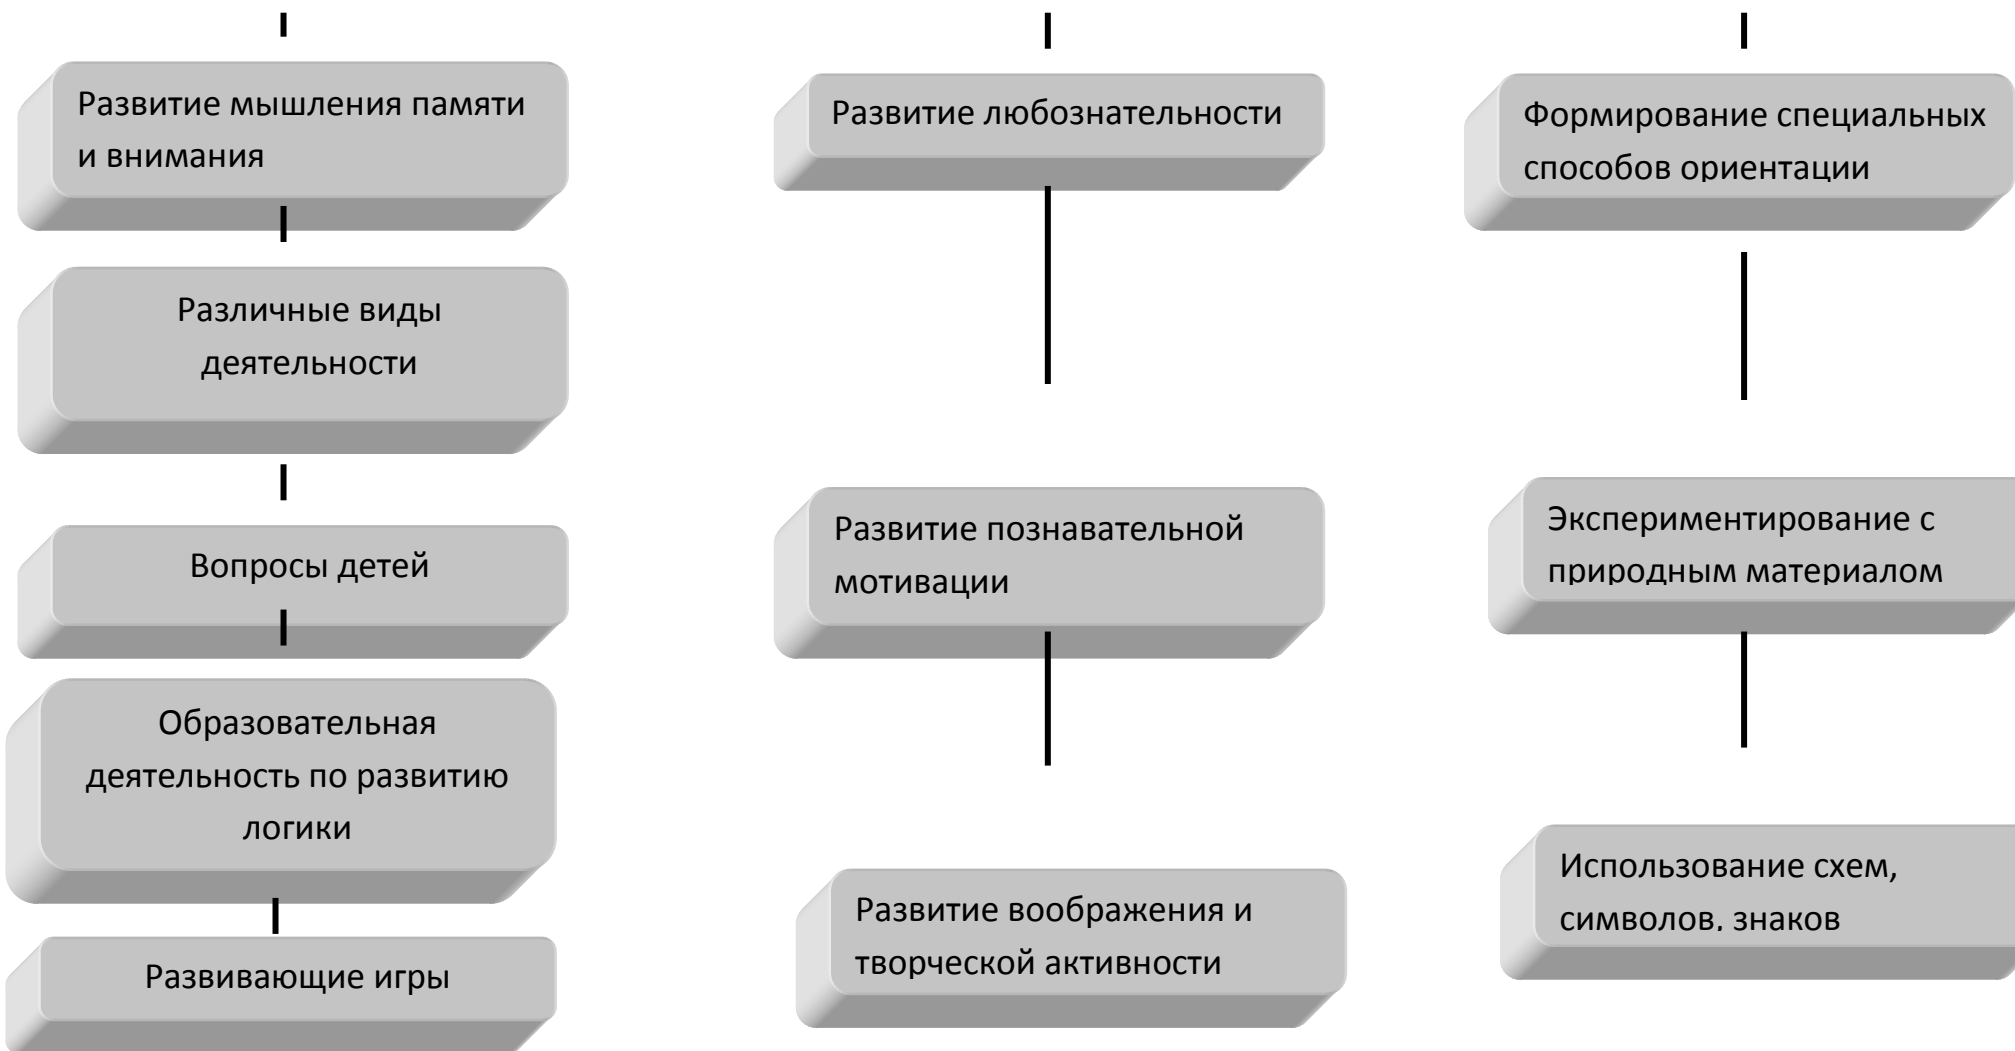 Развитие мышления памяти
и внимания
Различные виды
деятельности
Вопросы детей
Образовательная
деятельность по развитию
логики
Развивающие игры
Развитие любознательности
Развитие познавательной
мотивации
Развитие воображения и
творческой активности
Формирование специальных
способов ориентации
Экспериментирование с
природным материалом
Использование схем,
символов, знаков